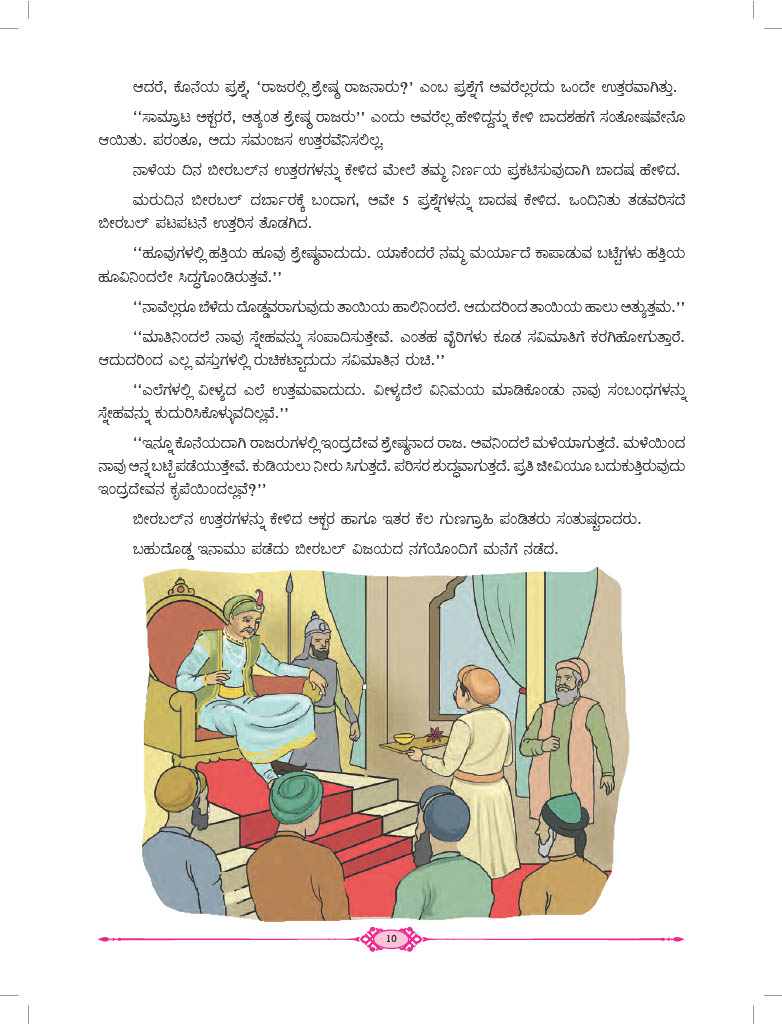 ಆದರೆ, ಕೊನೆಯ ಪ್ರಶ್ನೆ, ‘ರಾಜರಲ್ಲಿ ಶ್ರೇಷ್ಠ ರಾಜನಾರು?’ ಎಂಬ ಪ್ರಶ್ನೆಗೆ ಅವರೆಲ್ಲರದು ಒಂದೇ ಉತ್ತರವಾಗಿತ್ತು.
‘‘ಸಾಮ್ರಾಟ ಅಕ್ಬರರೆ, ಅತ್ಯಂತ ಶ್ರೇಷ್ಠ ರಾಜರು’’ ಎಂದು ಅವರೆಲ್ಲ ಹೇಳಿದ್ದನ್ನು ಕೇಳಿ ಬಾದಶಹಗೆ ಸಂತೋಷವೇನೊ
ಆಯಿತು. ಪರಂತೂ, ಅದು ಸಮಂಜಸ ಉತ್ತರವೆನಿಸಲಿಲ್ಲ.
ನಾಳೆಯ ದಿನ ಬೀರಬಲ್‌ನ ಉತ್ತರಗಳನ್ನು ಕೇಳಿದ ಮೇಲೆ ತಮ್ಮ ನಿರ್ಣಯ ಪ್ರಕಟಿಸುವುದಾಗಿ ಬಾದಷ ಹೇಳಿದ.
ಮರುದಿನ ಬೀರಬಲ್ ದರ್ಬಾರಕ್ಕೆ ಬಂದಾಗ, ಅವೇ 5 ಪ್ರಶ್ನೆಗಳನ್ನು ಬಾದಷ ಕೇಳಿದ. ಒಂದಿನಿತು ತಡವರಿಸದೆ
ಬೀರಬಲ್ ಪಟಪಟನೆ ಉತ್ತರಿಸ ತೊಡಗಿದ.
‘‘ಹೂವುಗಳಲ್ಲಿ ಹತ್ತಿಯ ಹೂವು ಶ್ರೇಷ್ಠವಾದುದು. ಯಾಕೆಂದರೆ ನಮ್ಮ ಮರ್ಯಾದೆ ಕಾಪಾಡುವ ಬಟ್ಟೆಗಳು ಹತ್ತಿಯ
ಹೂವಿನಿಂದಲೇ ಸಿದ್ಧಗೊಂಡಿರುತ್ತವೆ.’’
‘‘ನಾವೆಲ್ಲರೂ ಬೆಳೆದು ದೊಡ್ಡವರಾಗುವುದು ತಾಯಿಯ ಹಾಲಿನಿಂದಲೆ. ಆದುದರಿಂದ ತಾಯಿಯ ಹಾಲು ಅತ್ಯುತ್ತಮ.’’
‘‘ಮಾತಿನಿಂದಲೆ ನಾವು ಸ್ನೇಹವನ್ನು ಸಂಪಾದಿಸುತ್ತೇವೆ. ಎಂತಹ ವೈರಿಗಳು ಕೂಡ ಸವಿಮಾತಿಗೆ ಕರಗಿಹೋಗುತ್ತಾರೆ.
ಆದುದರಿಂದ ಎಲ್ಲ ವಸ್ತುಗಳಲ್ಲಿ ರುಚಿಕಟ್ಟಾದುದು ಸವಿಮಾತಿನ ರುಚಿ.’’
‘‘ಎಲೆಗಳಲ್ಲಿ ವೀಳ್ಯದ ಎಲೆ ಉತ್ತಮವಾದುದು. ವೀಳ್ಯದೆಲೆ ವಿನಿಮಯ ಮಾಡಿಕೊಂಡು ನಾವು ಸಂಬಂಧಗಳನ್ನು
ಸ್ನೇಹವನ್ನು ಕುದುರಿಸಿಕೊಳ್ಳುವದಿಲ್ಲವೆ.’’
‘‘ಇನ್ನೂ ಕೊನೆಯದಾಗಿ ರಾಜರುಗಳಲ್ಲಿ ಇಂದ್ರದೇವ ಶ್ರೇಷ್ಠನಾದ ರಾಜ. ಅವನಿಂದಲೆ ಮಳೆಯಾಗುತ್ತದೆ. ಮಳೆಯಿಂದ
ನಾವು ಅನ್ನ ಬಟ್ಟೆ ಪಡೆಯುತ್ತೇವೆ. ಕುಡಿಯಲು ನೀರು ಸಿಗುತ್ತದೆ. ಪರಿಸರ ಶುದ್ಧವಾಗುತ್ತದೆ. ಪ್ರತಿ ಜೀವಿಯೂ ಬದುಕುತ್ತಿರುವುದು
ಇಂದ್ರದೇವನ ಕೃಪೆಯಿಂದಲ್ಲವೆ?’’
ಬೀರಬಲ್‌ನ ಉತ್ತರಗಳನ್ನು ಕೇಳಿದ ಅಕ್ಬರ ಹಾಗೂ ಇತರ ಕೆಲ ಗುಣಗ್ರಾಹಿ ಪಂಡಿತರು ಸಂತುಷ್ಟರಾದರು.
ಬಹುದೊಡ್ಡ ಇನಾಮು ಪಡೆದು ಬೀರಬಲ್ ವಿಜಯದ ನಗೆಯೊಂದಿಗೆ ಮನೆಗೆ ನಡೆದ.
10